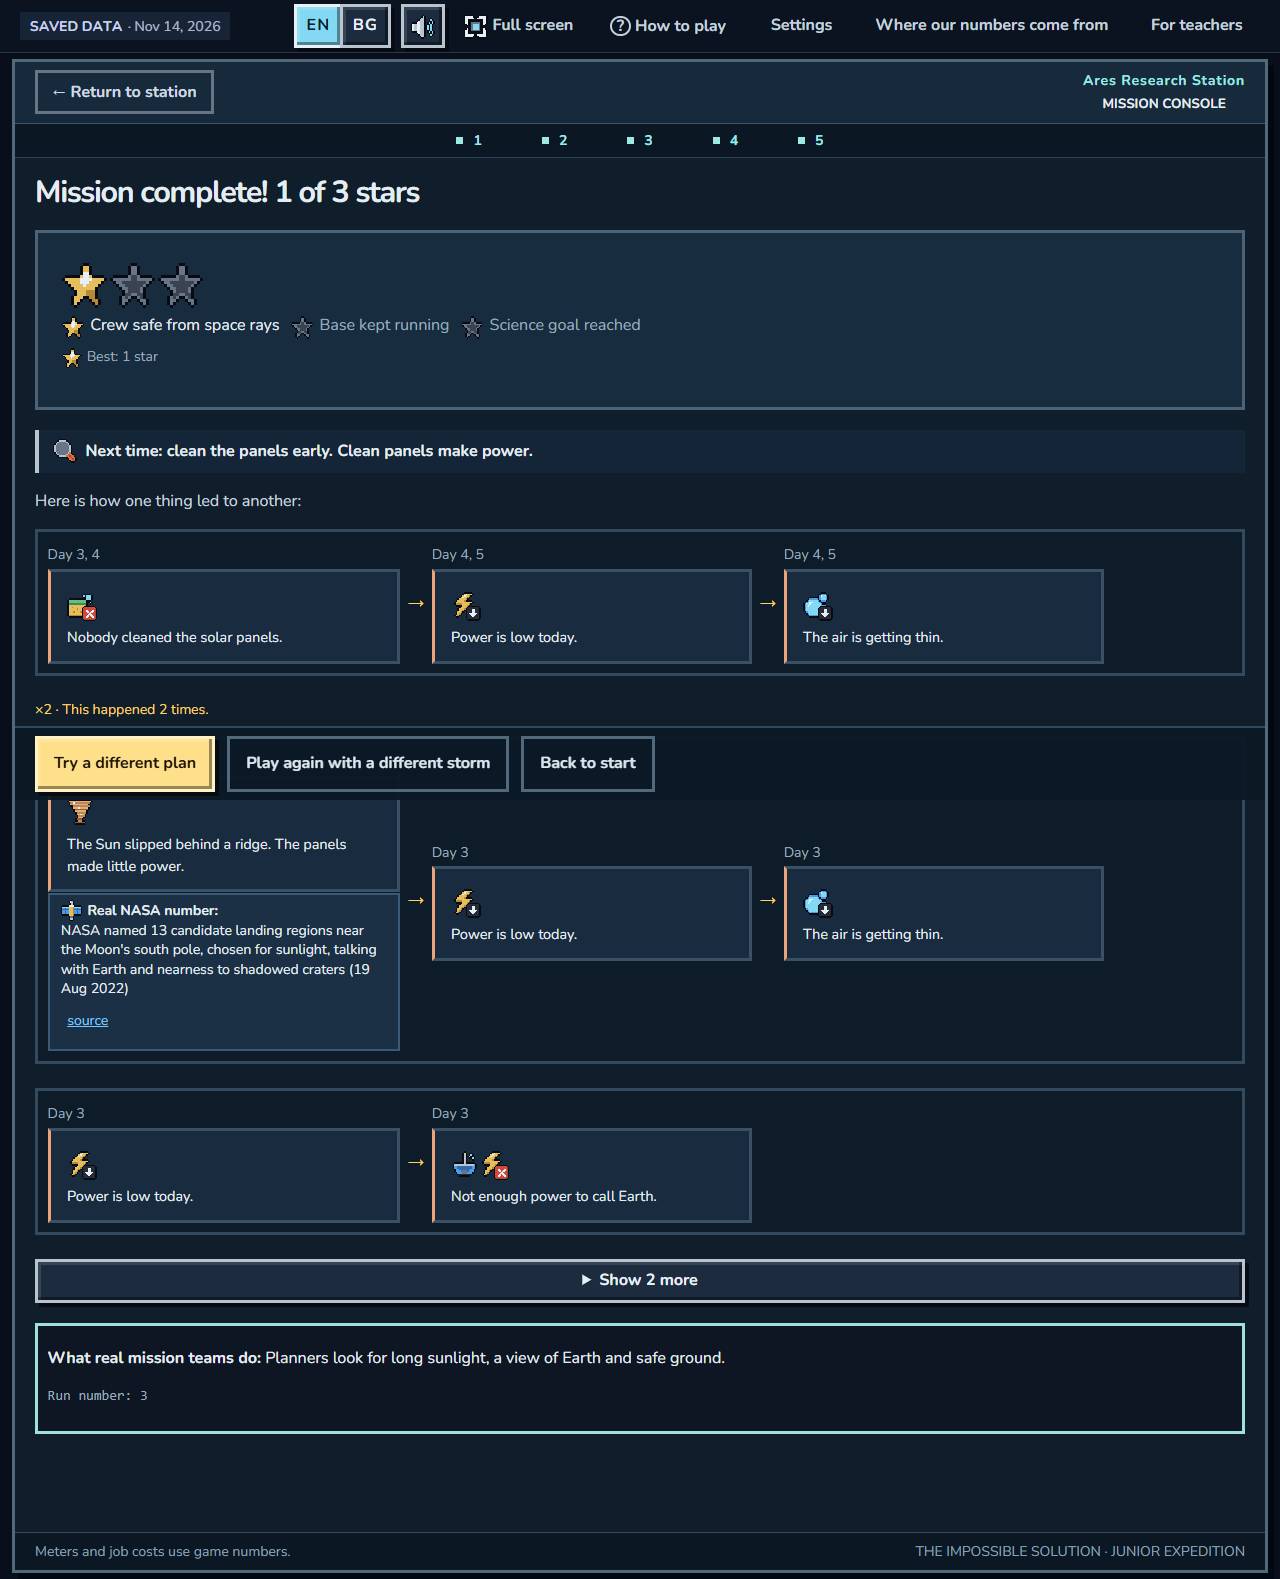 SAVED DATA · Nov 14, 2026
EN BG
Full screen
? How to play
Settings
Where our numbers come from
For teachers
← Return to station
Ares Research Station
MISSION CONSOLE
1 2 3 4 5
Mission complete! 1 of 3 stars
Crew safe from space rays Base kept running Science goal reached
Best: 1 star
Next time: clean the panels early. Clean panels make power.
Here is how one thing led to another:
Day 3, 4
Nobody cleaned the solar panels.
→
Day 4, 5
Power is low today.
→
Day 4, 5
The air is getting thin.
×2 · This happened 2 times.
Try a different plan
Play again with a different storm
Back to start
The Sun slipped behind a ridge. The panels
made little power.
Real NASA number:
NASA named 13 candidate landing regions near
the Moon's south pole, chosen for sunlight, talking
with Earth and nearness to shadowed craters (19
Aug 2022)
source
→
Day 3
Power is low today.
→
Day 3
The air is getting thin.
Day 3
Power is low today.
→
Day 3
Not enough power to call Earth.
▶ Show 2 more
What real mission teams do: Planners look for long sunlight, a view of Earth and safe ground.
Run number: 3
Meters and job costs use game numbers.
THE IMPOSSIBLE SOLUTION · JUNIOR EXPEDITION